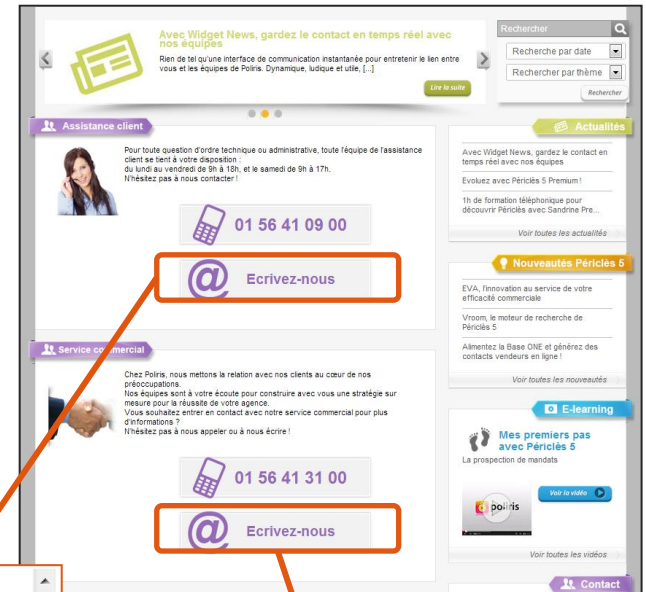 Avec Widget News, gardez le contact en temps réel avec
nos équipes
Rien de tel qu'une interface de communication instantanée pour entretenir le lien entre
vous et les équipes de Poliris. Dynamique, ludique et utile, [...]
Lire la suite
Rechercher
Recherche par date
Rechercher par thème
Rechercher
Assistance client
Pour toute question d'ordre technique ou administrative, toute l'équipe de l'assistance
client se tient à votre disposition :
du lundi au vendredi de 9h à 18h, et le samedi de 9h à 17h.
N'hésitez pas à nous contacter !
01 56 41 09 00
@ Ecrivez-nous
Service commercial
Chez Poliris, nous mettons la relation avec nos clients au cœur de nos
préoccupations.
Nos équipes sont à votre écoute pour construire avec vous une stratégie sur
mesure pour la réussite de votre agence.
Vous souhaitez entrer en contact avec notre service commercial pour plus
d'informations ?
N'hésitez pas à nous appeler ou à nous écrire !
01 56 41 31 00
@ Ecrivez-nous
Actualités
Avec Widget News, gardez le contact en
temps réel avec nos équipes
Evoluez avec Périclès 5 Premium !
1h de formation téléphonique pour
découvrir Périclès avec Sandrine Pre...
Voir toutes les actualités
Nouveautés Périclès 5
EVA, l'innovation au service de votre
efficacité commerciale
Vroom, le moteur de recherche de
Périclès 5
Alimentez la Base ONE et générez des
contacts vendeurs en ligne !
Voir toutes les nouveautés
E-learning
Mes premiers pas
avec Périclès 5
La prospection de mandats
Voir la vidéo
poliris
Voir toutes les vidéos
Contact